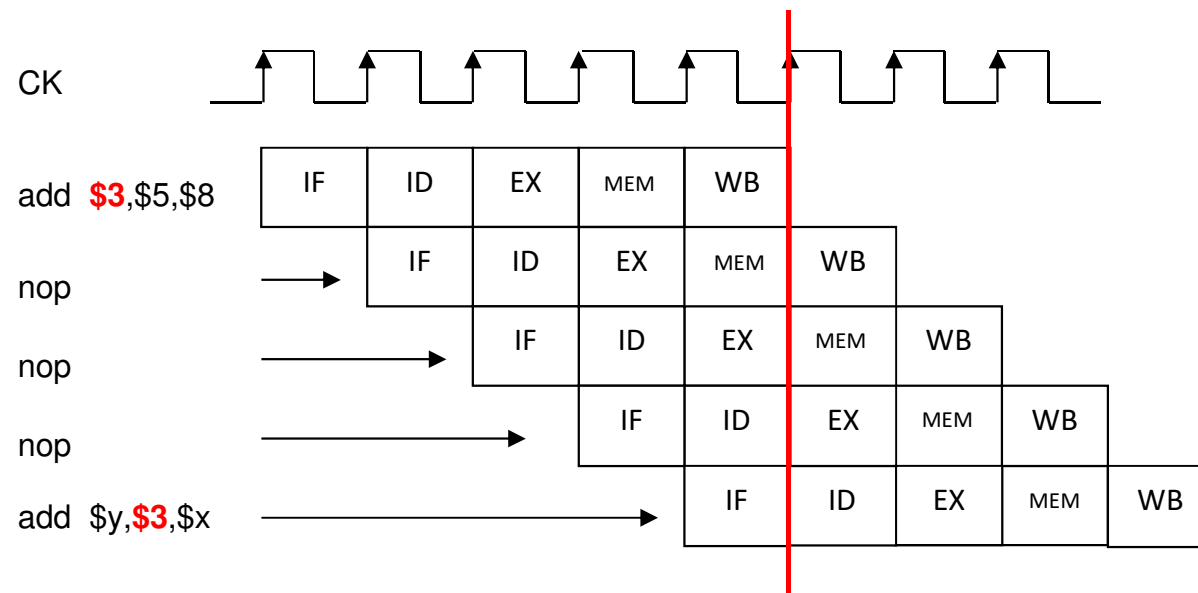 CK
add $3,$5,$8 IF ID EX MEM WB
nop IF ID EX MEM WB
nop IF ID EX MEM WB
nop IF ID EX MEM WB
add $y,$3,$x IF ID EX MEM WB